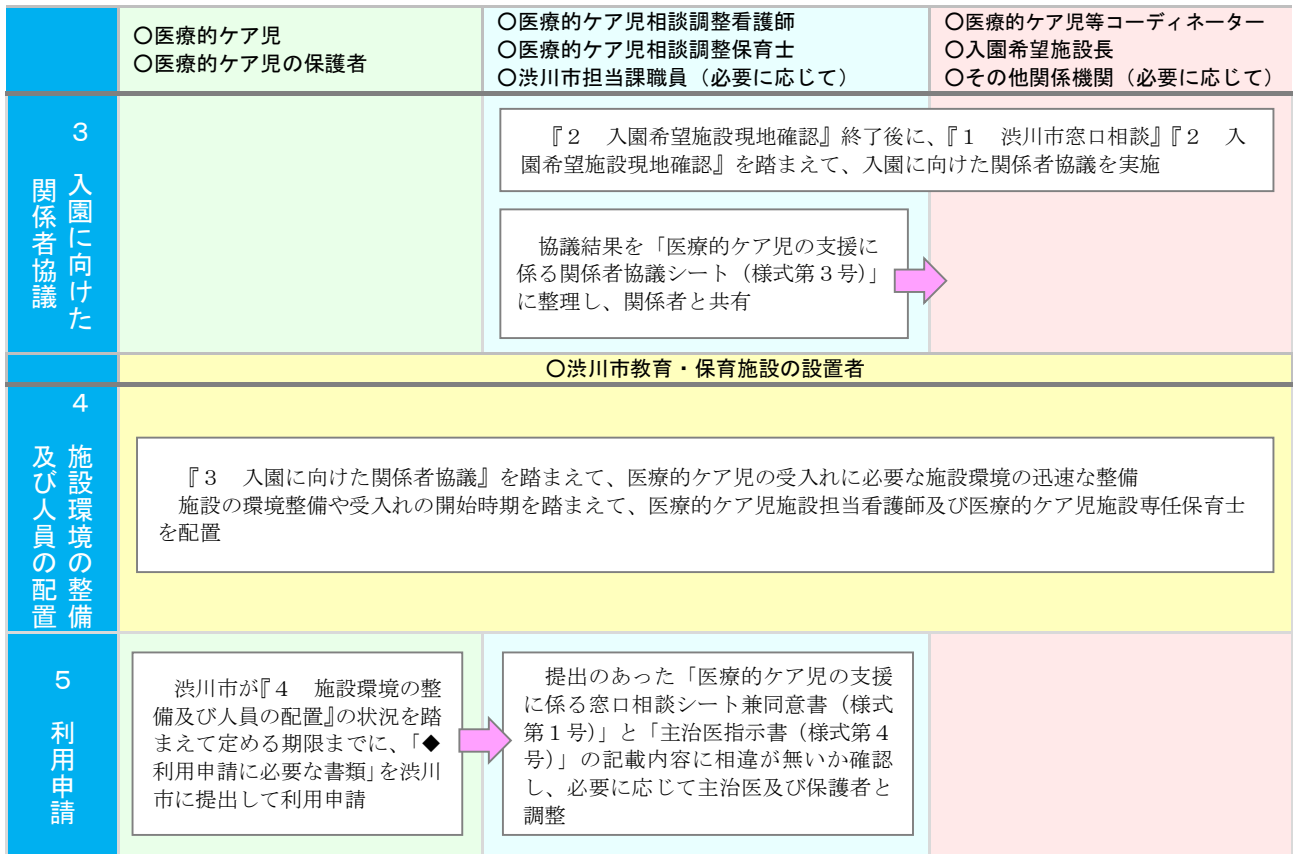 〇医療的ケア児
〇医療的ケア児の保護者
〇医療的ケア児相談調整看護師
〇医療的ケア児相談調整保育士
〇渋川市担当課職員（必要に応じて）
〇医療的ケア児等コーディネーター
〇入園希望施設長
〇その他関係機関（必要に応じて）
３　入園に向けた
関係者協議
『２　入園希望施設現地確認』終了後に、『１　渋川市窓口相談』『２　入
園希望施設現地確認』を踏まえて、入園に向けた関係者協議を実施
協議結果を「医療的ケア児の支援に
係る関係者協議シート（様式第３号）」
に整理し、関係者と共有
〇渋川市教育・保育施設の設置者
４　施設環境の整備
及び人員の配置
『３　入園に向けた関係者協議』を踏まえて、医療的ケア児の受入れに必要な施設環境の迅速な整備
施設の環境整備や受入れの開始時期を踏まえて、医療的ケア児施設担当看護師及び医療的ケア児施設専任保育士
を配置
５　利用申請
渋川市が『４　施設環境の整
備及び人員の配置』の状況を踏
まえて定める期限までに、「◆
利用申請に必要な書類」を渋川
市に提出して利用申請
提出のあった「医療的ケア児の支援
に係る窓口相談シート兼同意書（様式
第１号）」と「主治医指示書（様式第４
号）」の記載内容に相違が無いか確認
し、必要に応じて主治医及び保護者と
調整